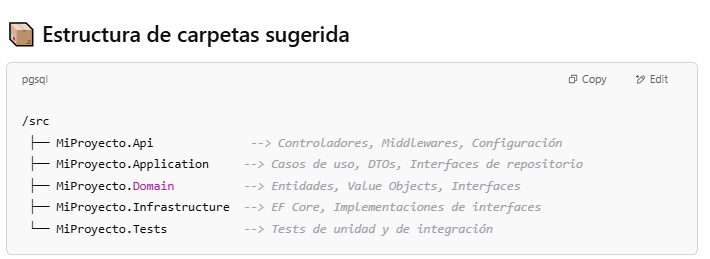 📦 Estructura de carpetas sugerida
pgsql Copy Edit
/src
├── MiProyecto.Api --> Controladores, Middlewares, Configuración
├── MiProyecto.Application --> Casos de uso, DTOs, Interfaces de repositorio
├── MiProyecto.Domain --> Entidades, Value Objects, Interfaces
├── MiProyecto.Infrastructure --> EF Core, Implementaciones de interfaces
└── MiProyecto.Tests --> Tests de unidad y de integración